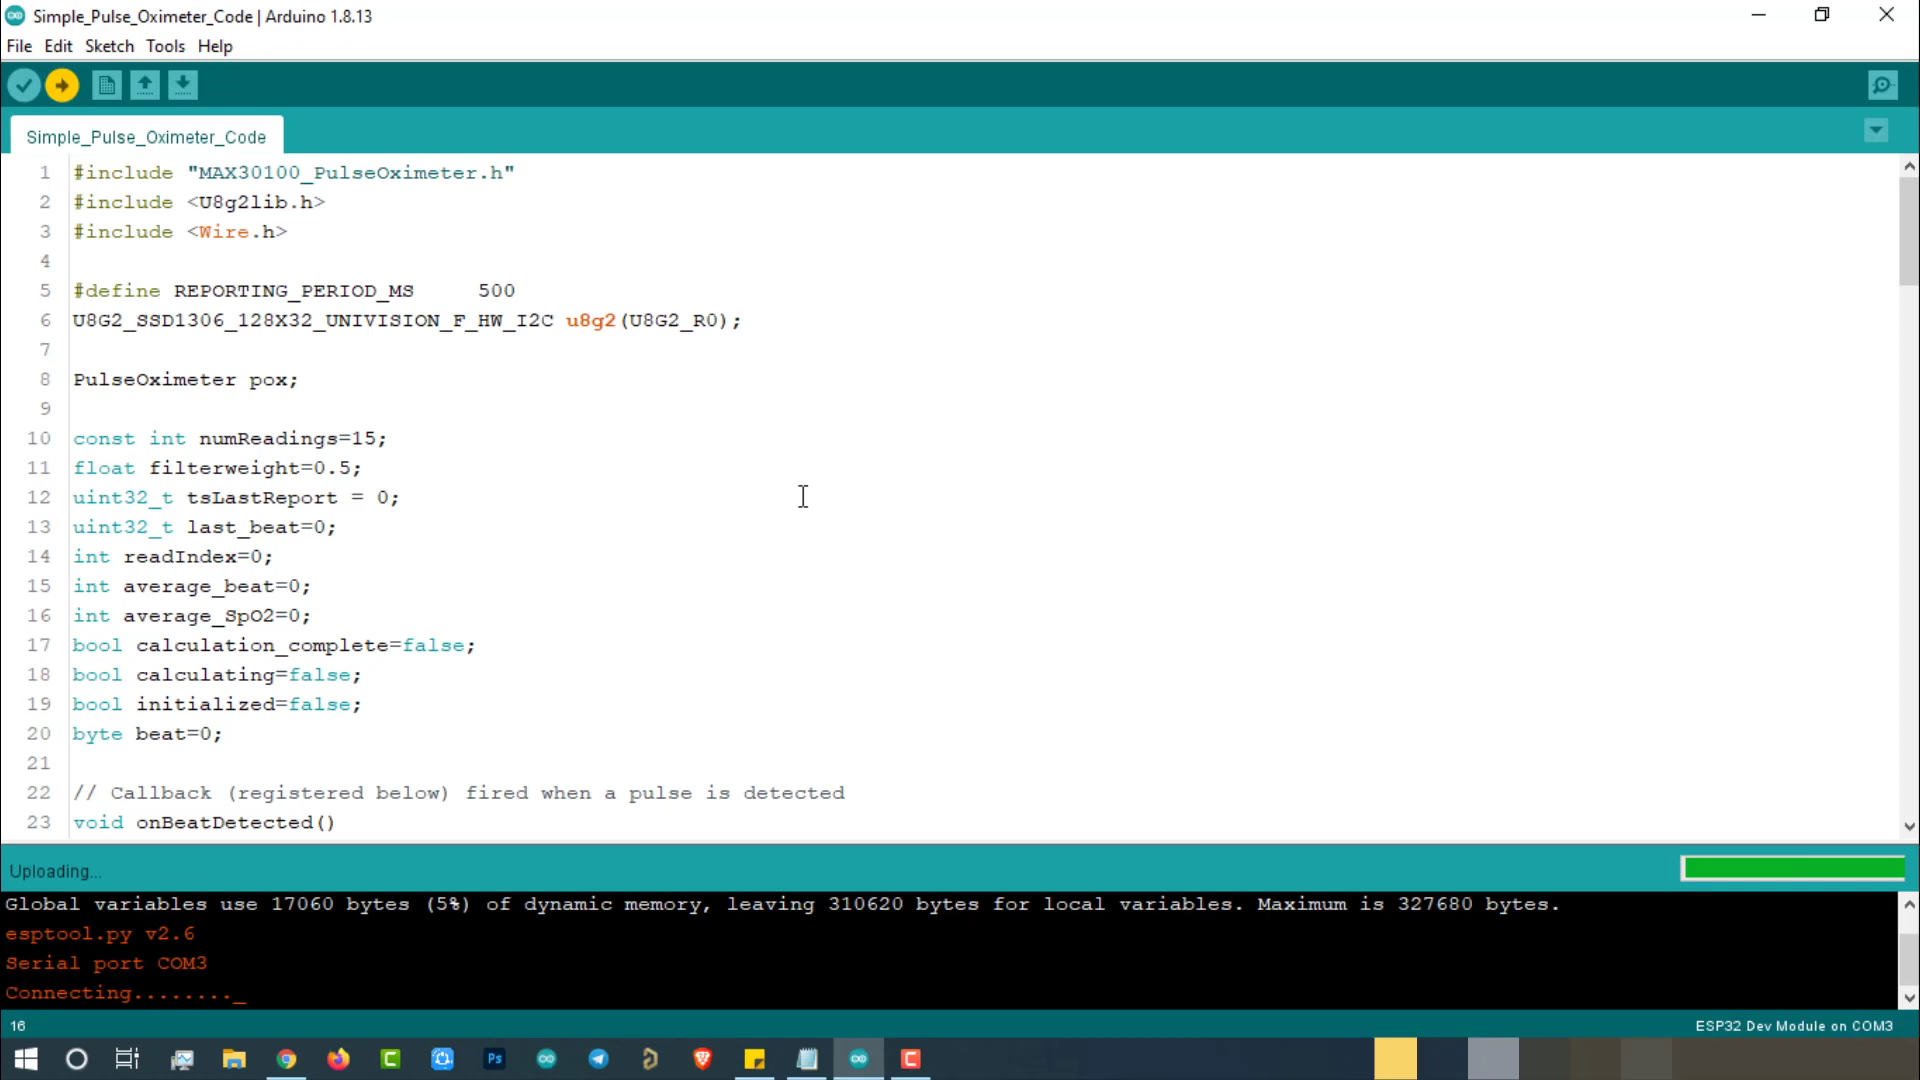 Simple_Pulse_Oximeter_Code | Arduino 1.8.13
File Edit Sketch Tools Help
Simple_Pulse_Oximeter_Code
1 #include "MAX30100_PulseOximeter.h"
2 #include <U8g2lib.h>
3 #include <Wire.h>
4
5 #define REPORTING_PERIOD_MS     500
6 U8G2_SSD1306_128X32_UNIVISION_F_HW_I2C u8g2(U8G2_R0);
7
8 PulseOximeter pox;
9
10 const int numReadings=15;
11 float filterweight=0.5;
12 uint32_t tsLastReport = 0;
13 uint32_t last_beat=0;
14 int readIndex=0;
15 int average_beat=0;
16 int average_SpO2=0;
17 bool calculation_complete=false;
18 bool calculating=false;
19 bool initialized=false;
20 byte beat=0;
21
22 // Callback (registered below) fired when a pulse is detected
23 void onBeatDetected()
Uploading...
Global variables use 17060 bytes (5%) of dynamic memory, leaving 310620 bytes for local variables. Maximum is 327680 bytes.
esptool.py v2.6
Serial port COM3
Connecting........_
16 ESP32 Dev Module on COM3
Ps